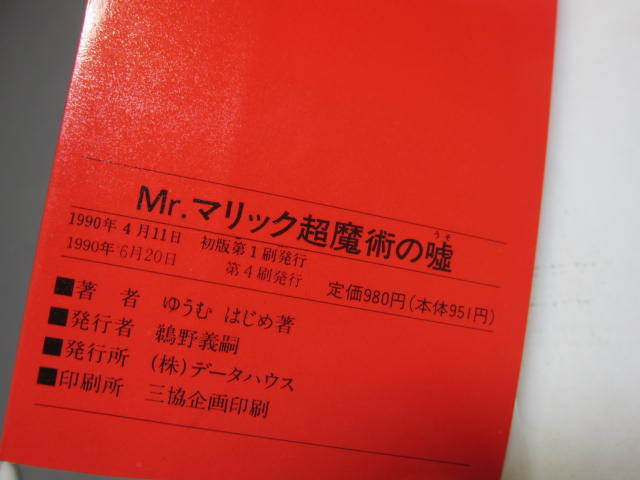 Mr.マリック超魔術の嘘
うそ
1990年4月11日 初版第1刷発行
1990年6月20日 第4刷発行
定価980円(本体951円)
■著者 ゆうむ はじめ著
■発行者 鵜野義嗣
■発行所 (株)データハウス
■印刷所 三協企画印刷